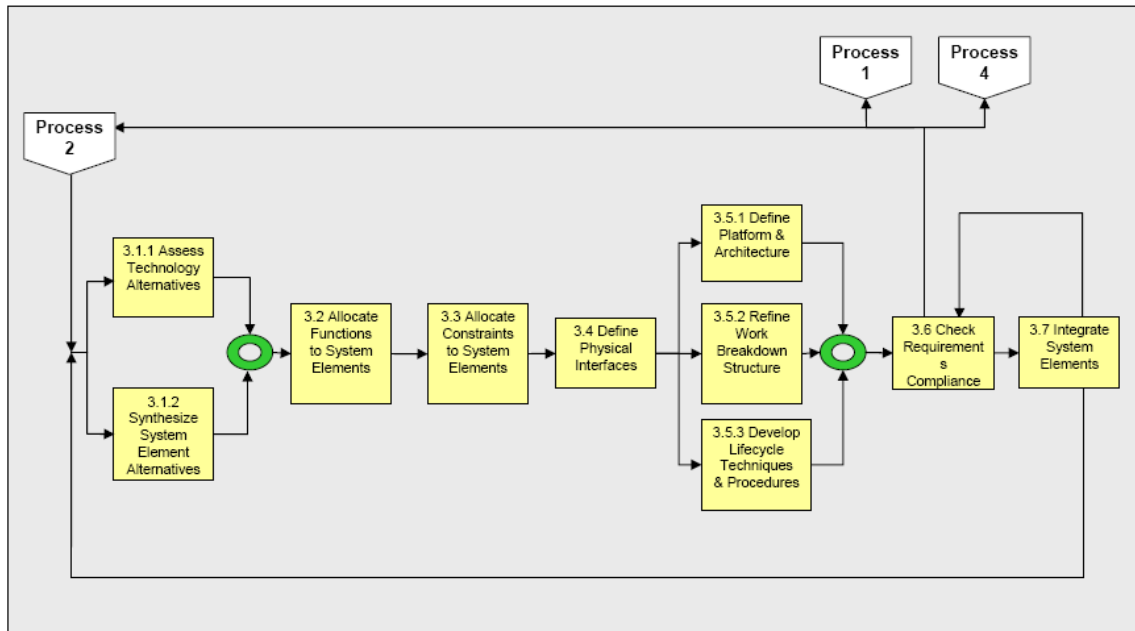 Process
1
Process
4
Process
2
3.1.1 Assess
Technology
Alternatives
3.1.2
Synthesize
System
Element
Alternatives
3.2 Allocate
Functions
to System
Elements
3.3 Allocate
Constraints
to System
Elements
3.4 Define
Physical
Interfaces
3.5.1 Define
Platform &
Architecture
3.5.2 Refine
Work
Breakdown
Structure
3.5.3 Develop
Lifecycle
Techniques
& Procedures
3.6 Check
Requirement
s
Compliance
3.7 Integrate
System
Elements